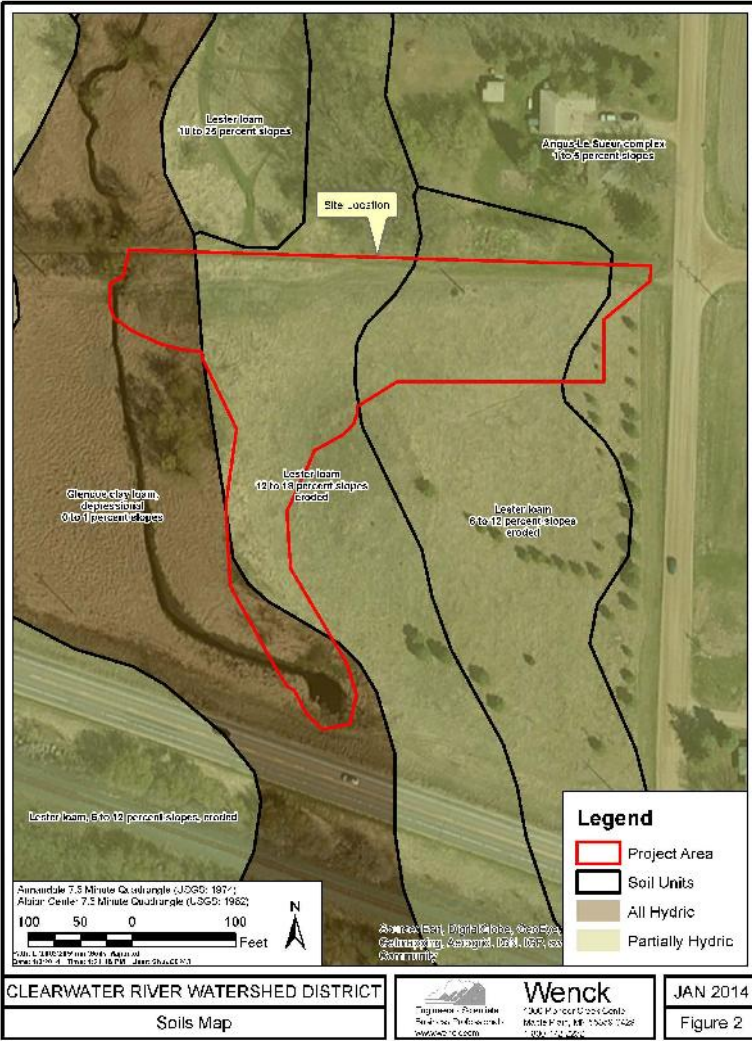 Lester loam
18 to 25 percent slopes
Angus-Le Sueur complex
1 to 5 percent slopes
Site Location
Glencoe clay loam,
depressional
0 to 1 percent slopes
Lester loam
12 to 18 percent slopes
eroded
Lester loam
6 to 12 percent slopes
eroded
Lester loam, 6 to 12 percent slopes, eroded
Legend
Project Area
Soil Units
All Hydric
Partially Hydric
Annandale 7.5 Minute Quadrangle (USGS: 1974)
Albion Center 7.5 Minute Quadrangle (USGS: 1982)
100 50 0 100
Feet
N
Community
CLEARWATER RIVER WATERSHED DISTRICT
Soils Map
Wenck
JAN 2014
Figure 2